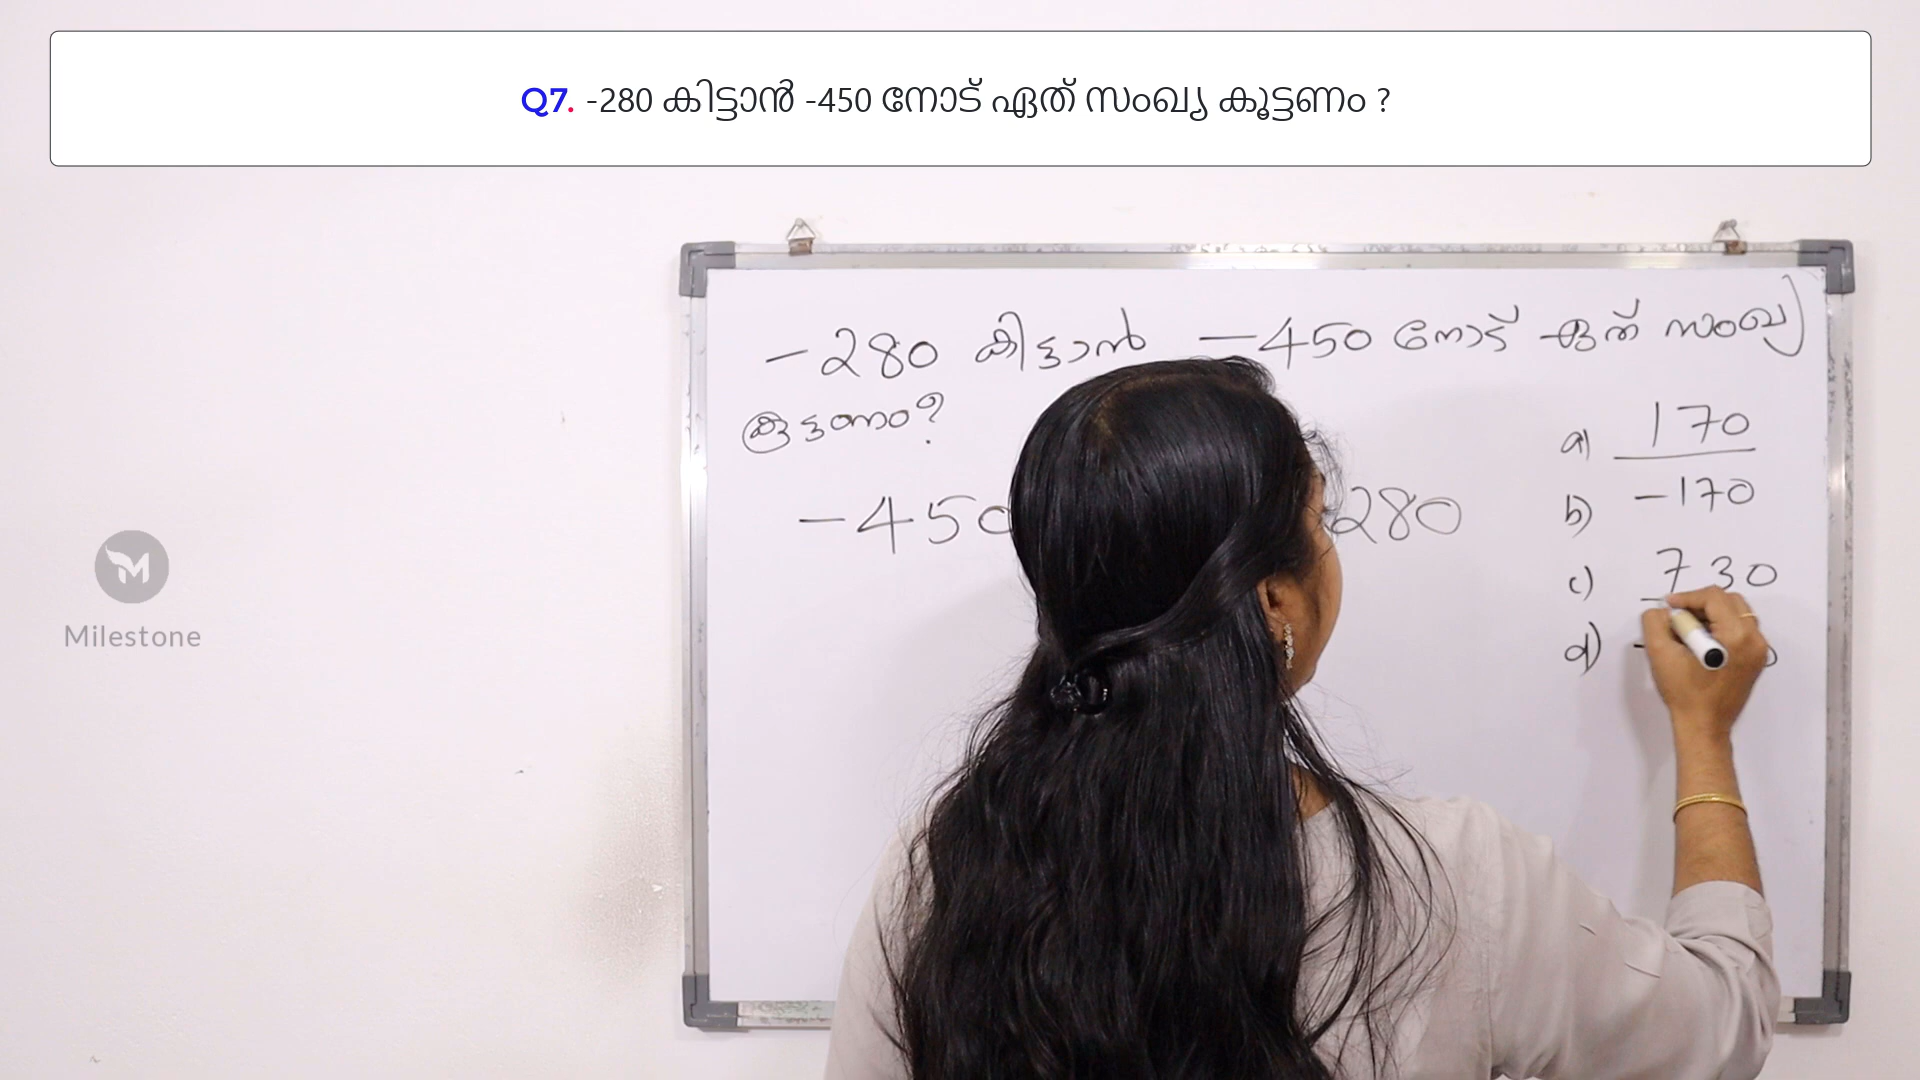 Q7. -280 കിട്ടാൻ -450 നോട് ഏത് സംഖ്യ കൂട്ടണം ?
-280 കിട്ടാൻ -450 നോട് ഏത് സംഖ്യ
കൂട്ടണം?
a) 170
-450 280
b) -170
c) 730
d)
Milestone